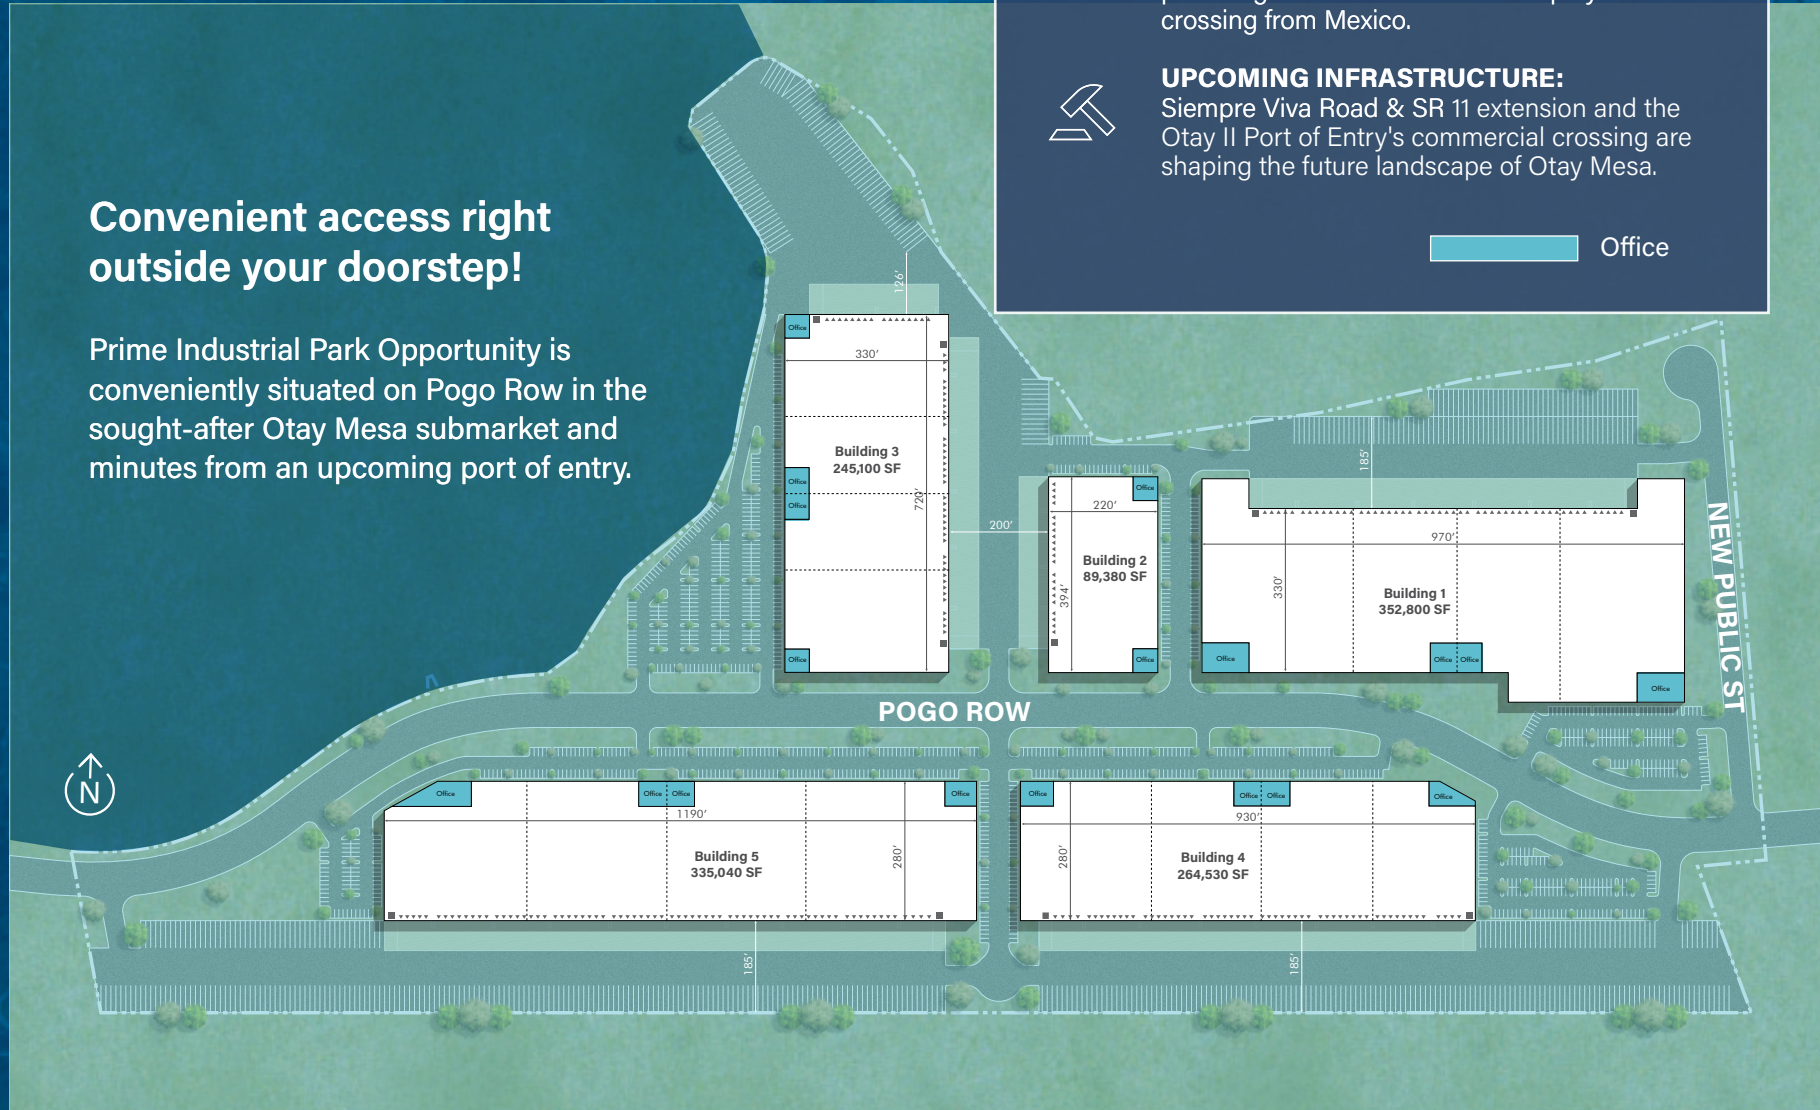 crossing from Mexico.
UPCOMING INFRASTRUCTURE:
Siempre Viva Road & SR 11 extension and the
Otay II Port of Entry's commercial crossing are
shaping the future landscape of Otay Mesa.
Office
Convenient access right
outside your doorstep!
Prime Industrial Park Opportunity is
conveniently situated on Pogo Row in the
sought-after Otay Mesa submarket and
minutes from an upcoming port of entry.
126'
Office
330'
Building 3
245,100 SF
Office
Office
720'
Office
200'
Office
220'
Building 2
89,380 SF
394'
Office
185'
970'
330'
Building 1
352,800 SF
Office
Office
Office
Office
NEW PUBLIC ST
POGO ROW
N
Office
Office
Office
Office
1190'
Building 5
335,040 SF
280'
185'
Office
Office
Office
Office
930'
280'
Building 4
264,530 SF
185'